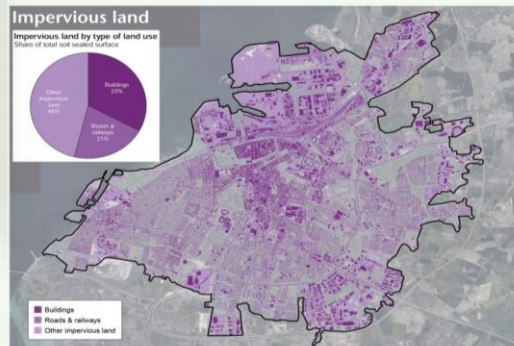 Impervious land
Impervious land by type of land use
Share of total soil sealed surface
Buildings
33%
Other
impervious
land
46%
Roads &
railways
21%
Buildings
Roads & railways
Other impervious land